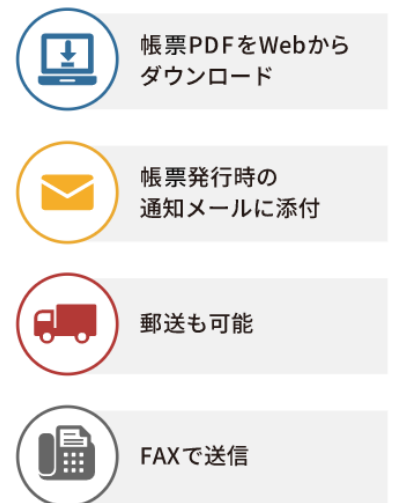 帳票PDFをWebから
ダウンロード
帳票発行時の
通知メールに添付
郵送も可能
FAXで送信